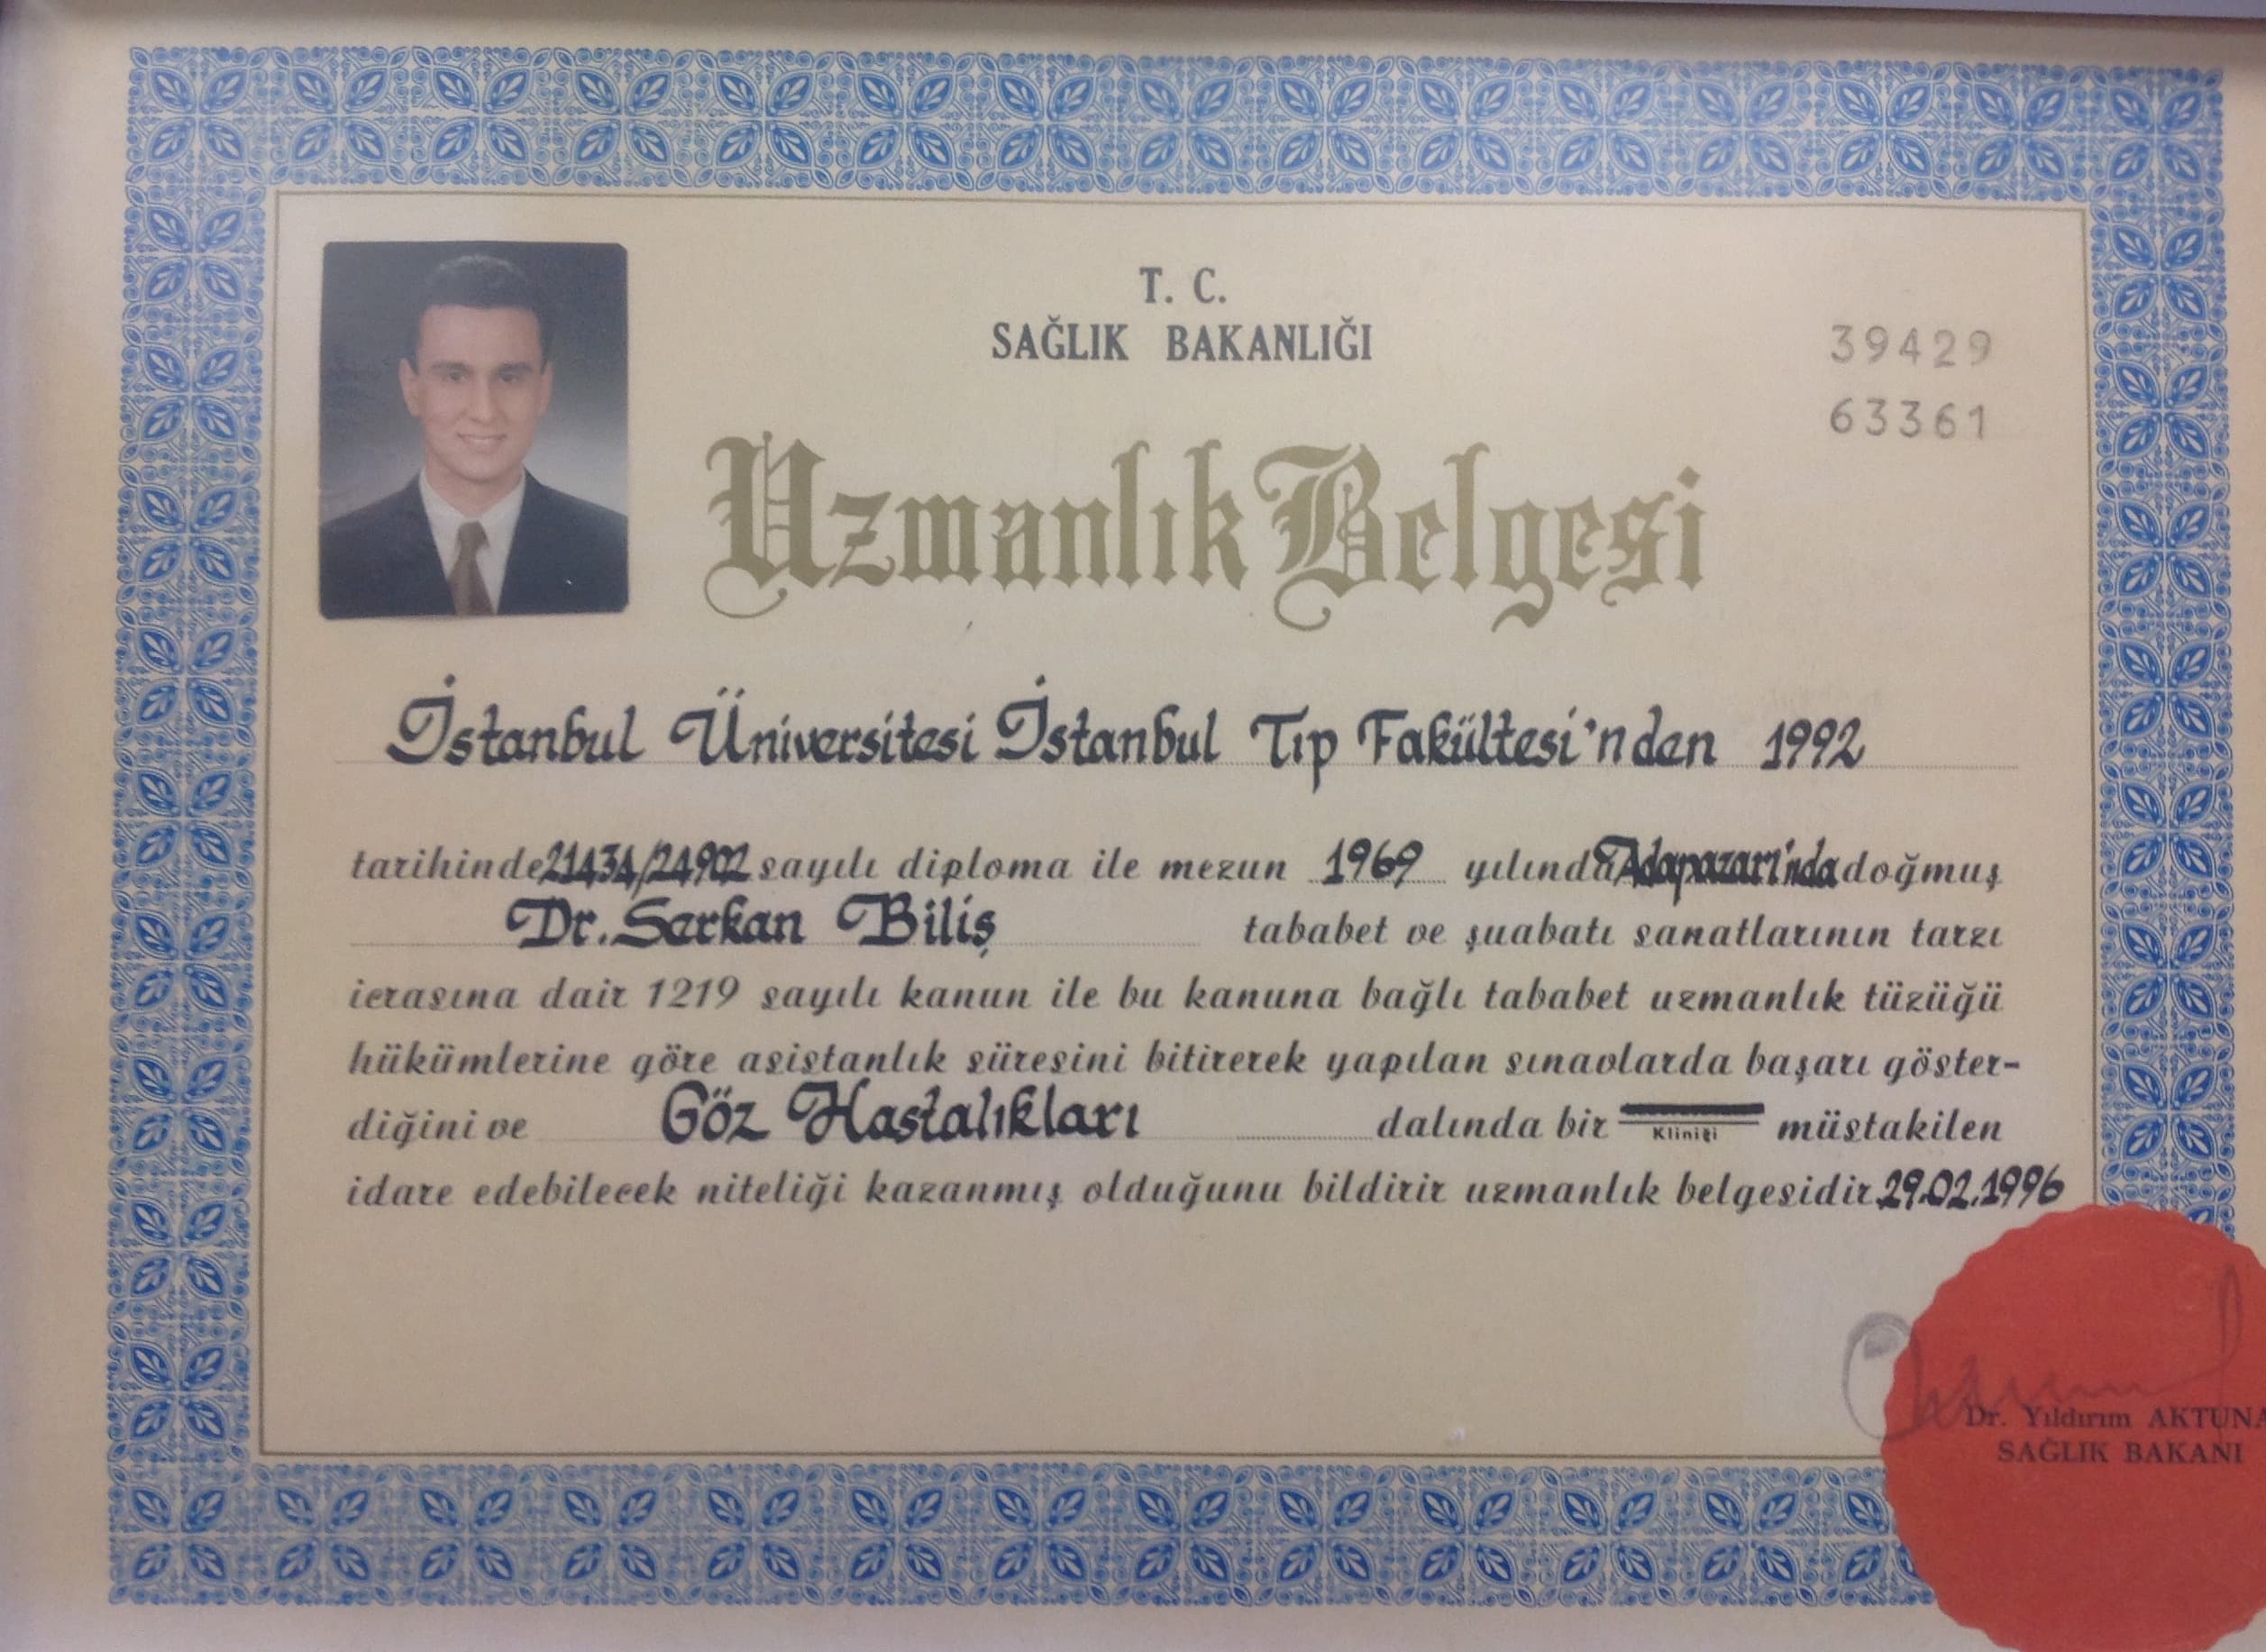 T. C.
SAĞLIK BAKANLIĞI
39429
63361
Uzmanlık Belgesi
İstanbul Üniversitesi İstanbul Tıp Fakültesi'nden 1992
tarihinde 21434/24902 sayılı diploma ile mezun 1969 yılında Adapazarı'nda doğmuş
Dr. Serkan Biliş tababet ve şuabatı sanatlarının tarzı
icrasına dair 1219 sayılı kanun ile bu kanuna bağlı tababet uzmanlık tüzüğü
hükümlerine göre asistanlık süresini bitirerek yapılan sınavlarda başarı göster-
diğini ve Göz Hastalıkları dalında bir Kliniği müstakilen
idare edebilecek niteliği kazanmış olduğunu bildirir uzmanlık belgesidir. 29.02.1996
Dr. Yıldırım AKTUNA
SAĞLIK BAKANI